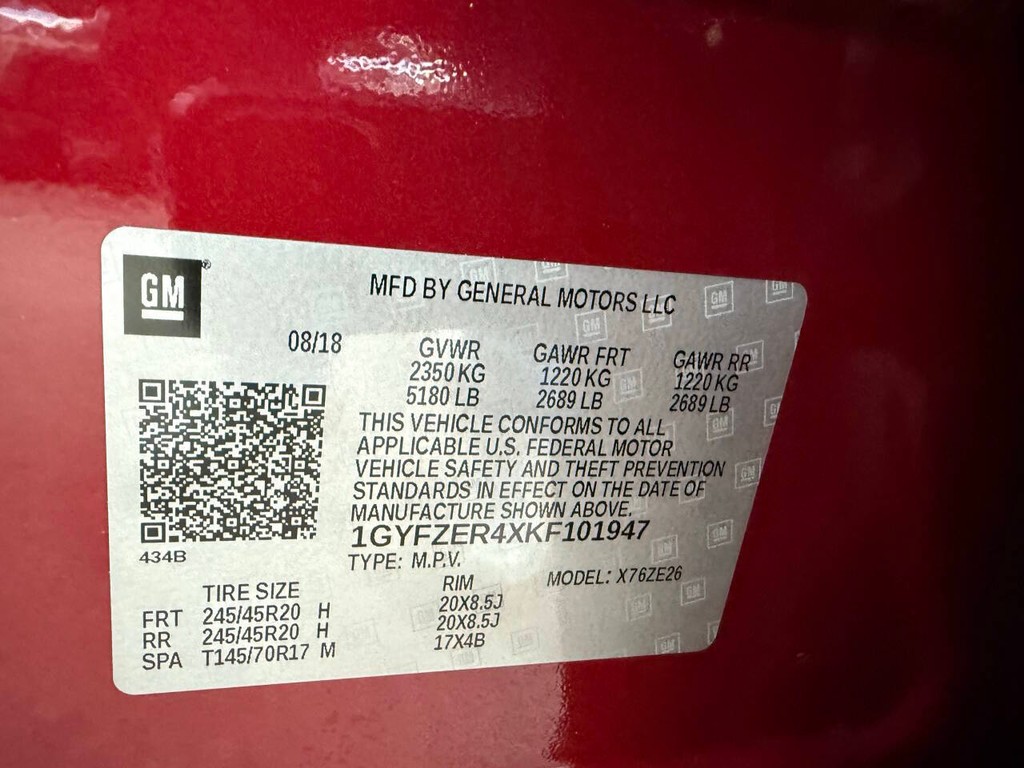 GM®
MFD BY GENERAL MOTORS LLC
08/18
GVWR GAWR FRT GAWR RR
2350 KG 1220 KG 1220 KG
5180 LB 2689 LB 2689 LB
THIS VEHICLE CONFORMS TO ALL
APPLICABLE U.S. FEDERAL MOTOR
VEHICLE SAFETY AND THEFT PREVENTION
STANDARDS IN EFFECT ON THE DATE OF
MANUFACTURE SHOWN ABOVE.
1GYFZER4XKF101947
434B
TYPE: M.P.V. MODEL: X76ZE26
TIRE SIZE RIM
FRT 245/45R20 H 20X8.5J
RR 245/45R20 H 20X8.5J
SPA T145/70R17 M 17X4B